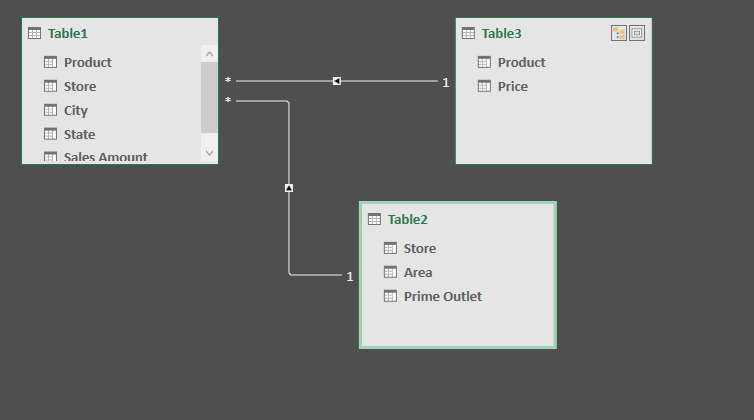 Table1
Product
Store
City
State
Sales Amount
*
*
1
Table3
Product
Price
1
Table2
Store
Area
Prime Outlet